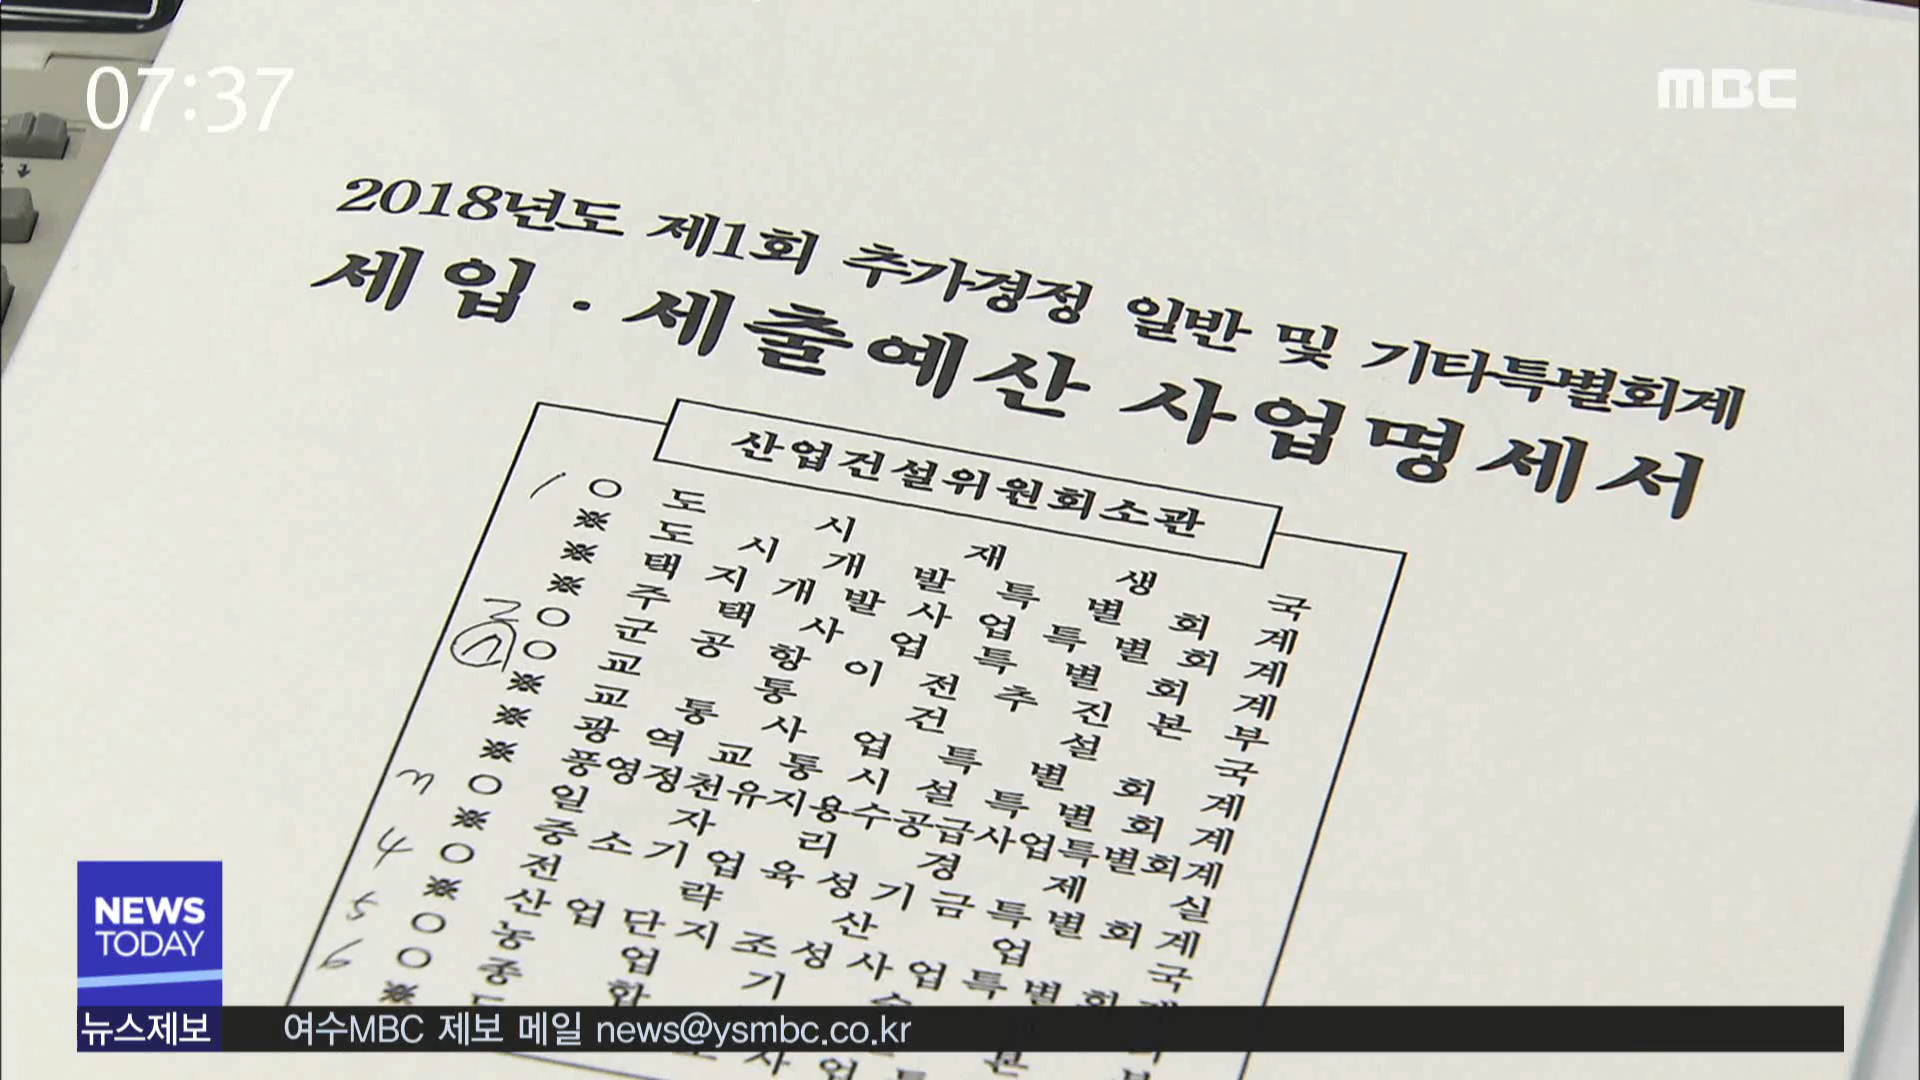 07:37
MBC
2018년도 제1회 추가경정 일반 및 기타특별회계
세입·세출예산 사업명세서
산업건설위원회소관
1 ○ 도시재생국
※ 도시개발특별회계
※ 택지개발사업특별회계
※ 주택사업특별회계
2 ○ 군공항이전추진본부
○ 교통건설국
※ 교통사업특별회계
※ 광역교통시설특별회계
※ 풍영정천유지용수공급사업특별회계
3 ○ 일자리경제실
※ 중소기업육성기금특별회계
4 ○ 전략산업국
※ 산업단지조성사업특별회계
5 ○ 농업기
6 ○ 종합
※
NEWS
TODAY
뉴스제보 여수MBC 제보 메일 news@ysmbc.co.kr